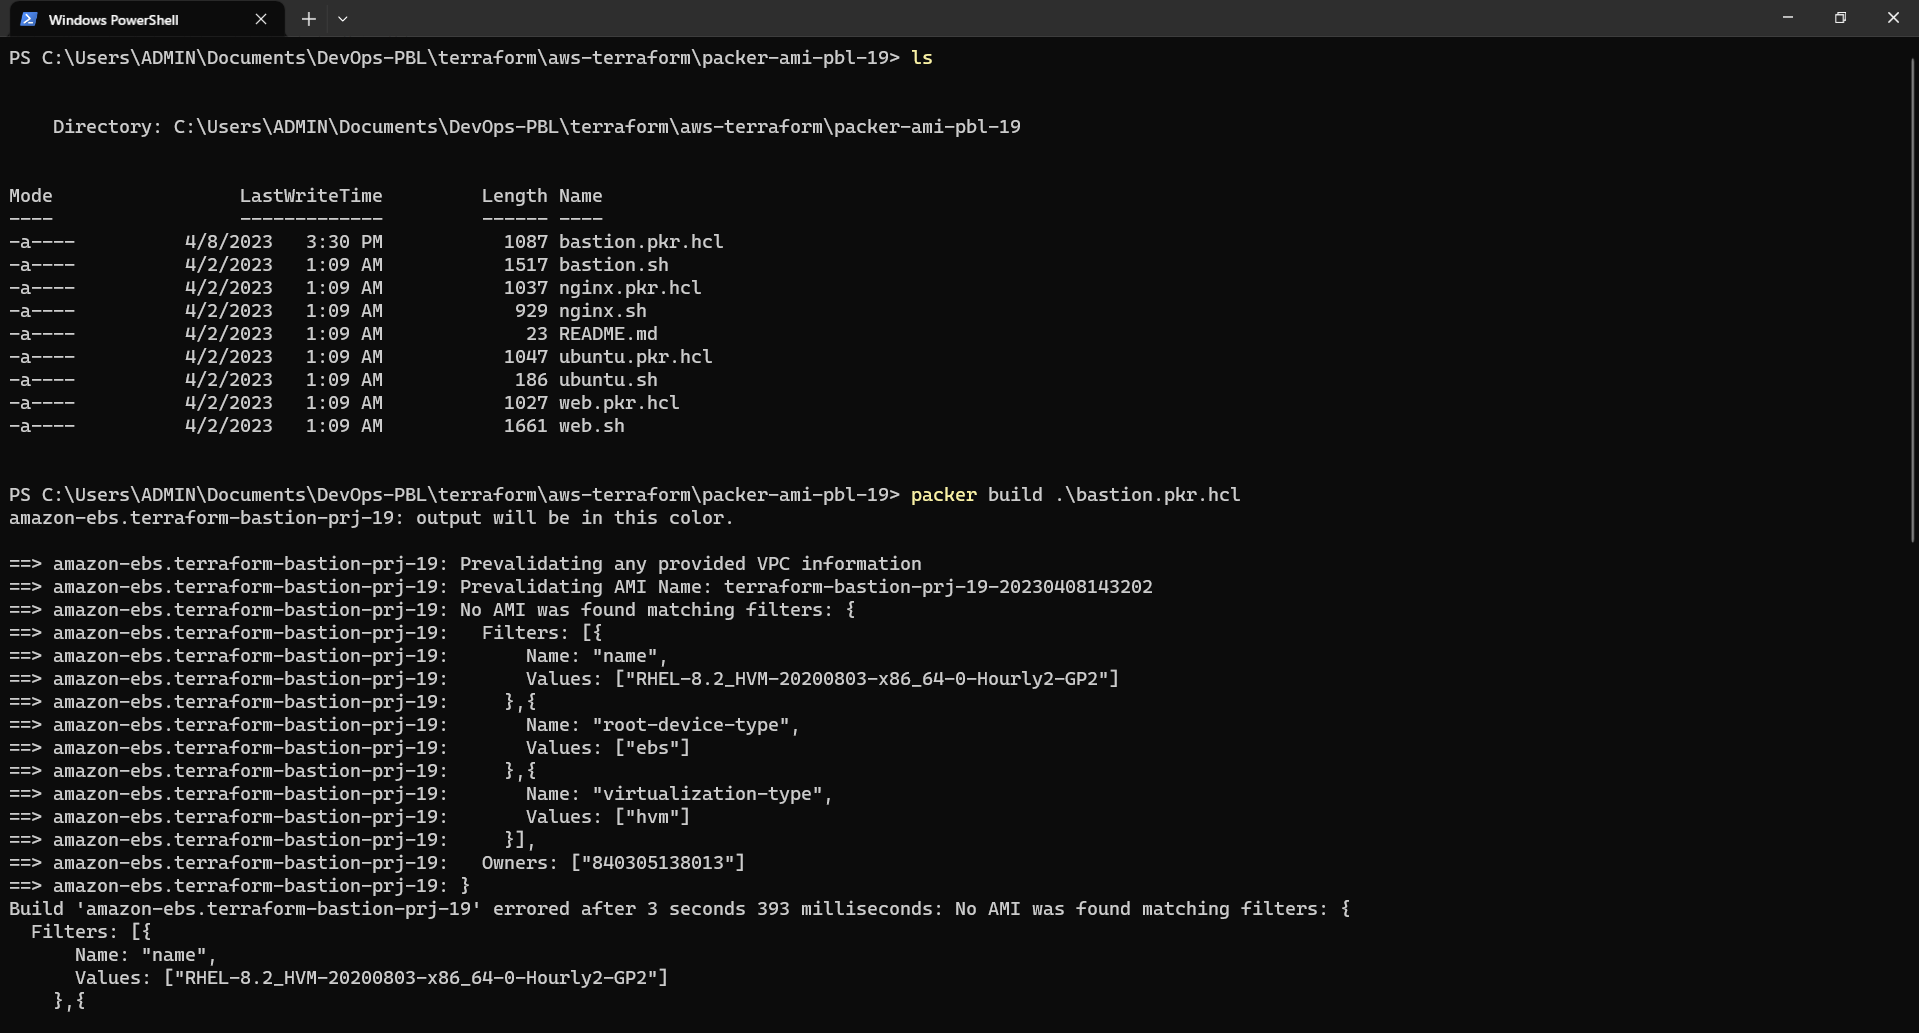 Windows PowerShell
PS C:\Users\ADMIN\Documents\DevOps-PBL\terraform\aws-terraform\packer-ami-pbl-19> ls
    Directory: C:\Users\ADMIN\Documents\DevOps-PBL\terraform\aws-terraform\packer-ami-pbl-19
Mode                 LastWriteTime         Length Name
----                 -------------         ------ ----
-a----          4/8/2023   3:30 PM           1087 bastion.pkr.hcl
-a----          4/2/2023   1:09 AM           1517 bastion.sh
-a----          4/2/2023   1:09 AM           1037 nginx.pkr.hcl
-a----          4/2/2023   1:09 AM            929 nginx.sh
-a----          4/2/2023   1:09 AM             23 README.md
-a----          4/2/2023   1:09 AM           1047 ubuntu.pkr.hcl
-a----          4/2/2023   1:09 AM            186 ubuntu.sh
-a----          4/2/2023   1:09 AM           1027 web.pkr.hcl
-a----          4/2/2023   1:09 AM           1661 web.sh
PS C:\Users\ADMIN\Documents\DevOps-PBL\terraform\aws-terraform\packer-ami-pbl-19> packer build .\bastion.pkr.hcl
amazon-ebs.terraform-bastion-prj-19: output will be in this color.
==> amazon-ebs.terraform-bastion-prj-19: Prevalidating any provided VPC information
==> amazon-ebs.terraform-bastion-prj-19: Prevalidating AMI Name: terraform-bastion-prj-19-20230408143202
==> amazon-ebs.terraform-bastion-prj-19: No AMI was found matching filters: {
==> amazon-ebs.terraform-bastion-prj-19:   Filters: [{
==> amazon-ebs.terraform-bastion-prj-19:       Name: "name",
==> amazon-ebs.terraform-bastion-prj-19:       Values: ["RHEL-8.2_HVM-20200803-x86_64-0-Hourly2-GP2"]
==> amazon-ebs.terraform-bastion-prj-19:     },{
==> amazon-ebs.terraform-bastion-prj-19:       Name: "root-device-type",
==> amazon-ebs.terraform-bastion-prj-19:       Values: ["ebs"]
==> amazon-ebs.terraform-bastion-prj-19:     },{
==> amazon-ebs.terraform-bastion-prj-19:       Name: "virtualization-type",
==> amazon-ebs.terraform-bastion-prj-19:       Values: ["hvm"]
==> amazon-ebs.terraform-bastion-prj-19:     }],
==> amazon-ebs.terraform-bastion-prj-19:   Owners: ["840305138013"]
==> amazon-ebs.terraform-bastion-prj-19: }
Build 'amazon-ebs.terraform-bastion-prj-19' errored after 3 seconds 393 milliseconds: No AMI was found matching filters: {
  Filters: [{
      Name: "name",
      Values: ["RHEL-8.2_HVM-20200803-x86_64-0-Hourly2-GP2"]
    },{